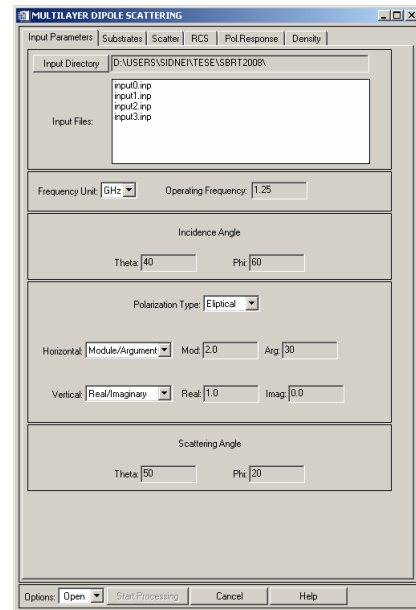 MULTILAYER DIPOLE SCATTERING
Input Parameters Substrates Scatter RCS Pol.Response Density
Input Directory D:\USERS\SIDNEI\TESE\SBRT2008\
input0.inp
input1.inp
Input Files: input2.inp
input3.inp
Frequency Unit: GHz Operating Frequency: 1.25
Incidence Angle
Theta: 40 Phi: 60
Polarization Type: Eliptical
Horizontal: Module/Argument Mod: 2.0 Arg: 30
Vertical: Real/Imaginary Real: 1.0 Imag: 0.0
Scattering Angle
Theta: 50 Phi: 20
Options: Open Start Processing Cancel Help